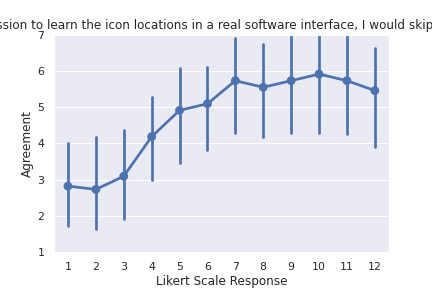 ssion to learn the icon locations in a real software interface, I would skip
7
6
5
4
3
2
1
Agreement
1 2 3 4 5 6 7 8 9 10 11 12
Likert Scale Response